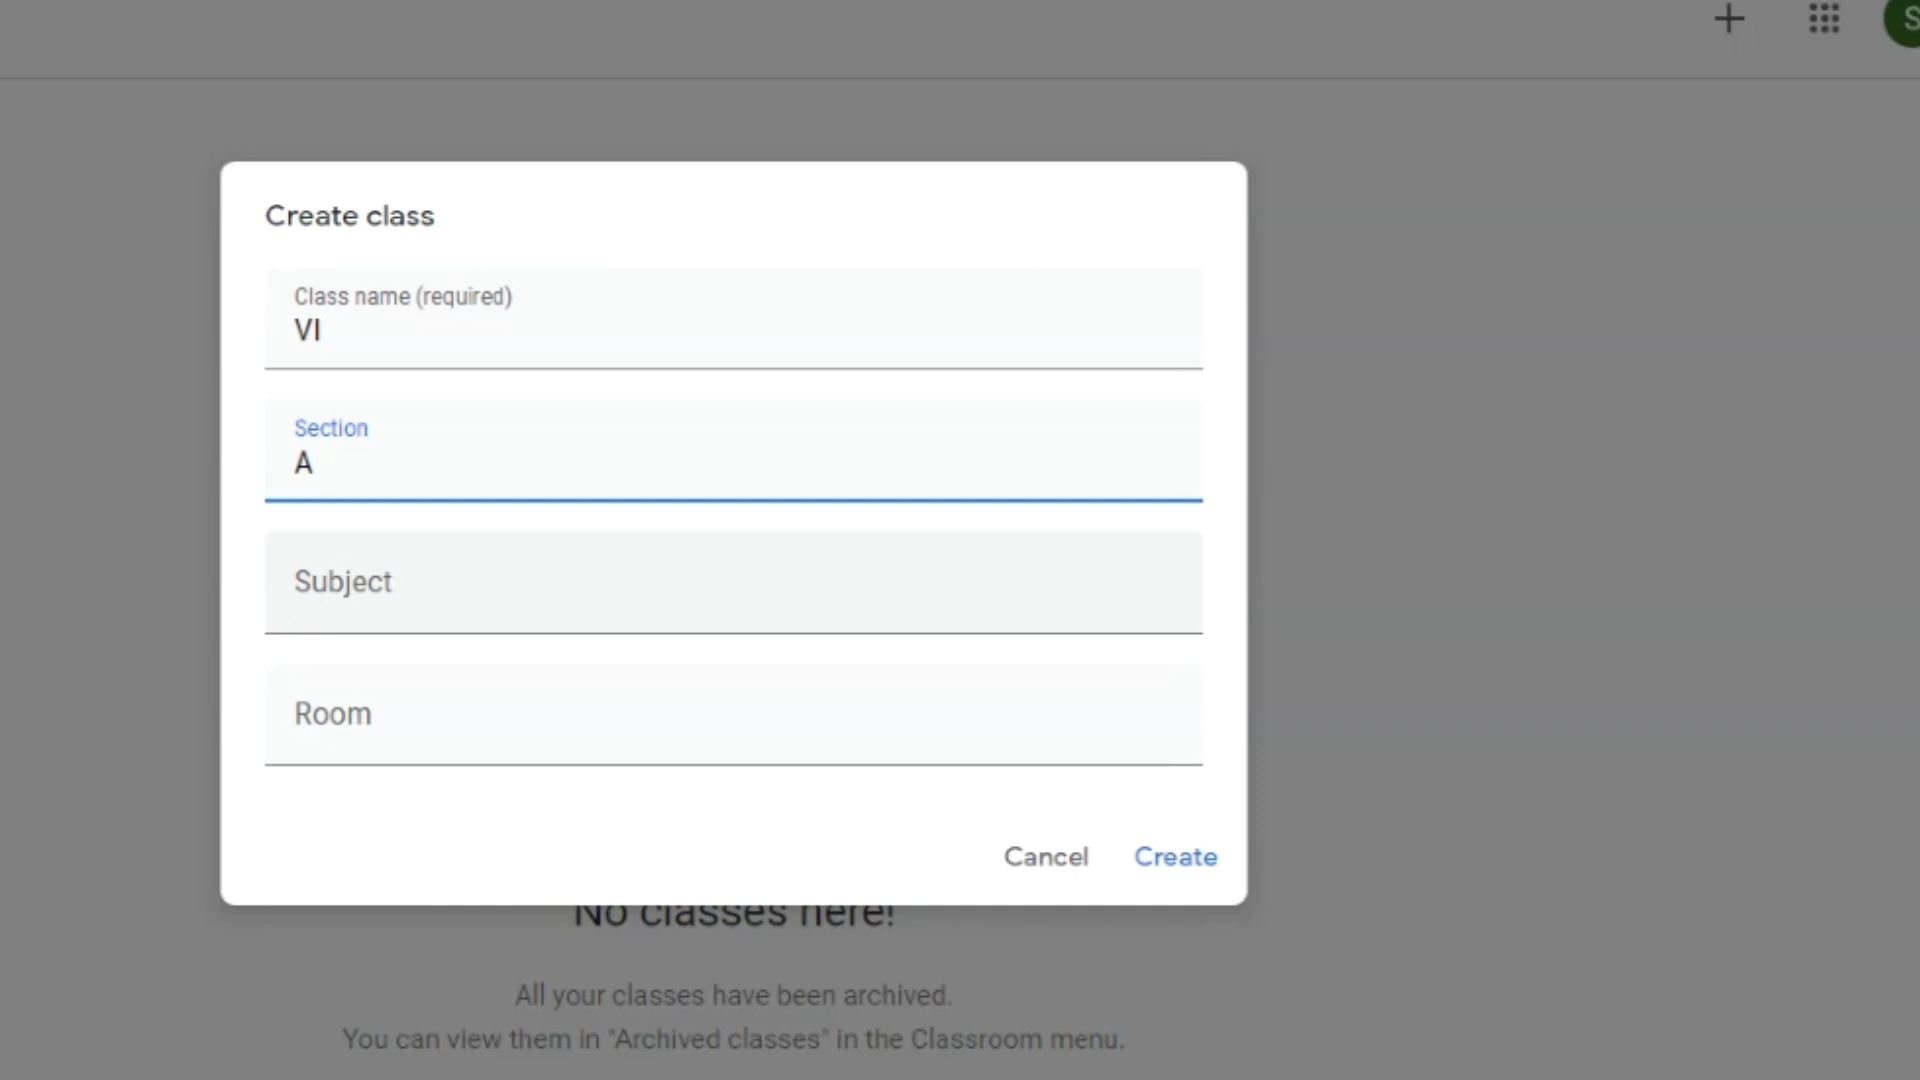 S
Create class
Class name (required)
VI
Section
A
Subject
Room
Cancel Create
No classes here!
All your classes have been archived.
You can view them in "Archived classes" in the Classroom menu.